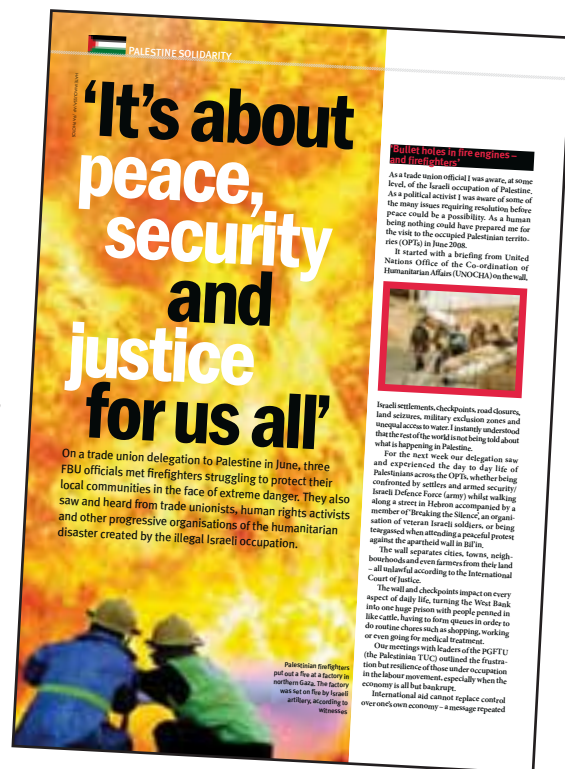 PALESTINE SOLIDARITY
‘It’s about
peace,
security
and
justice
for us all’
On a trade union delegation to Palestine in June, three
FBU officials met firefighters struggling to protect their
local communities in the face of extreme danger. They also
saw and heard from trade unionists, human rights activists
and other progressive organisations of the humanitarian
disaster created by the illegal Israeli occupation.
Palestinian firefighters
put out a fire at a factory in
northern Gaza. The factory
was set on fire by Israeli
artillery, according to
witnesses
‘Bullet holes in fire engines –
and firefighters’
As a trade union official I was aware, at some
level, of the Israeli occupation of Palestine.
As a political activist I was aware of some of
the many issues requiring resolution before
peace could be a possibility. As a human
being nothing could have prepared me for
the visit to the occupied Palestinian territo-
ries (OPTs) in June 2008.
It started with a briefing from United
Nations Office of the Co-ordination of
Humanitarian Affairs (UNOCHA) on the wall,
Israeli settlements, checkpoints, road closures,
land seizures, military exclusion zones and
unequal access to water. I instantly understood
that the rest of the world is not being told about
what is happening in Palestine.
For the next week our delegation saw
and experienced the day to day life of
Palestinians across the OPTs, whether being
confronted by settlers and armed security/
Israeli Defence Force (army) whilst walking
along a street in Hebron accompanied by a
member of ‘Breaking the Silence’, an organi-
sation of veteran Israeli soldiers, or being
teargassed when attending a peaceful protest
against the apartheid wall in Bil’in.
The wall separates cities, towns, neigh-
bourhoods and even farmers from their land
– all unlawful according to the International
Court of Justice.
The wall and checkpoints impact on every
aspect of daily life, turning the West Bank
into one huge prison with people penned in
like cattle, having to form queues in order to
do routine chores such as shopping, working
or even going for medical treatment.
Our meetings with leaders of the PGFTU
(the Palestinian TUC) outlined the frustra-
tion but resilience of those under occupation
in the labour movement, especially when the
economy is all but bankrupt.
International aid cannot replace control
over one’s own economy – a message repeated